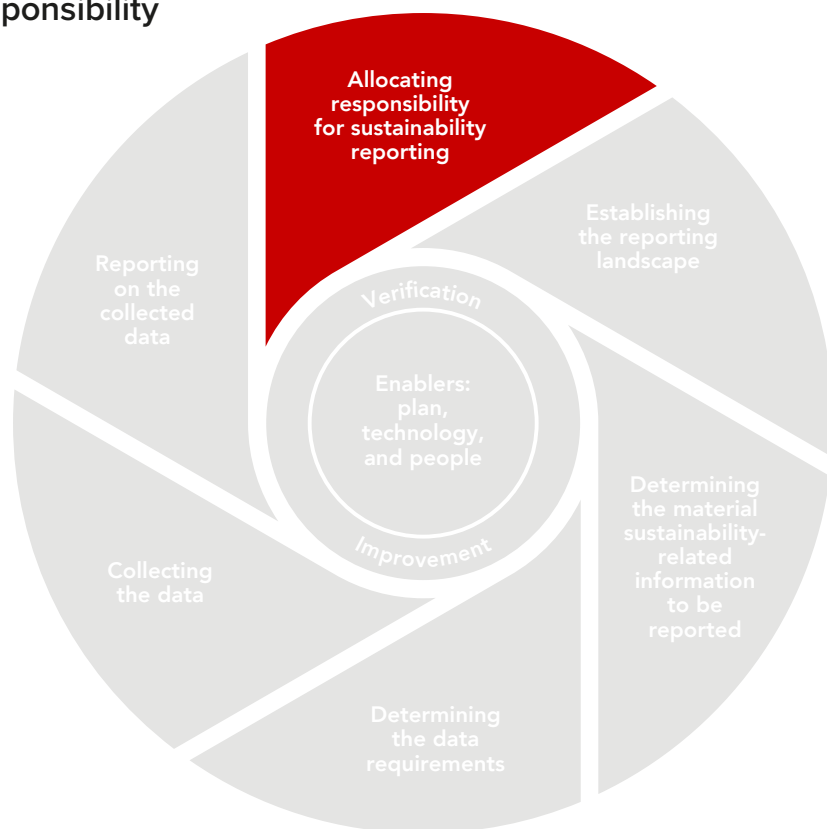 ponsibility
Allocating
responsibility
for sustainability
reporting
Establishing
the reporting
landscape
Determining
the material
sustainability-
related
information
to be
reported
Determining
the data
requirements
Collecting
the data
Reporting
on the
collected
data
Verification
Enablers:
plan,
technology,
and people
Improvement